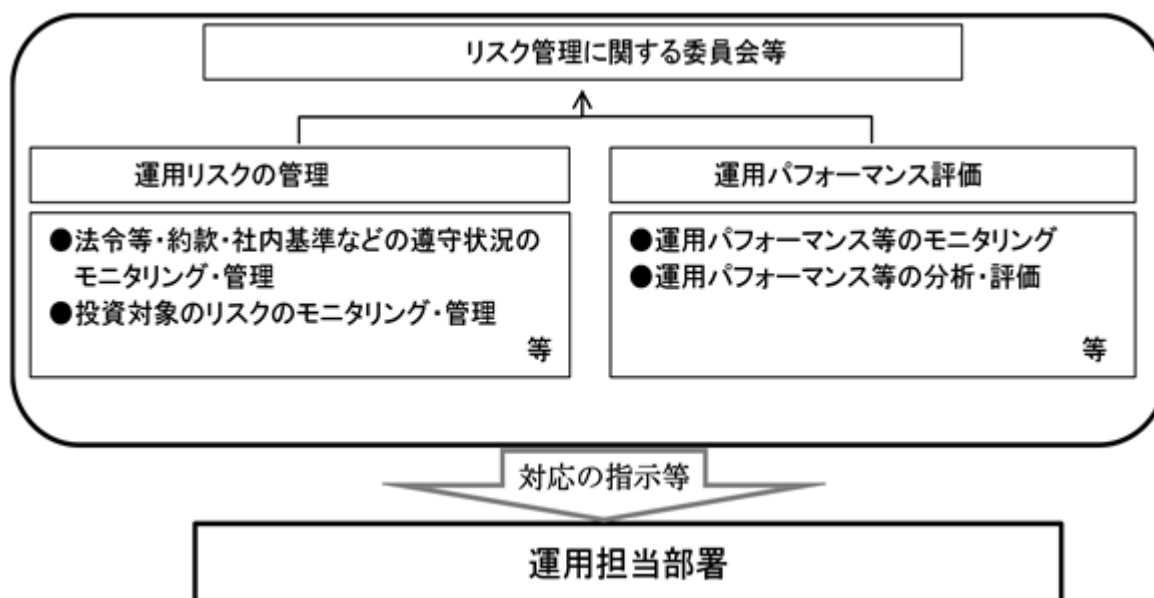 リスク管理に関する委員会等
運用リスクの管理
●法令等・約款・社内基準などの遵守状況の
モニタリング・管理
●投資対象のリスクのモニタリング・管理
等
運用パフォーマンス評価
●運用パフォーマンス等のモニタリング
●運用パフォーマンス等の分析・評価
等
対応の指示等
運用担当部署